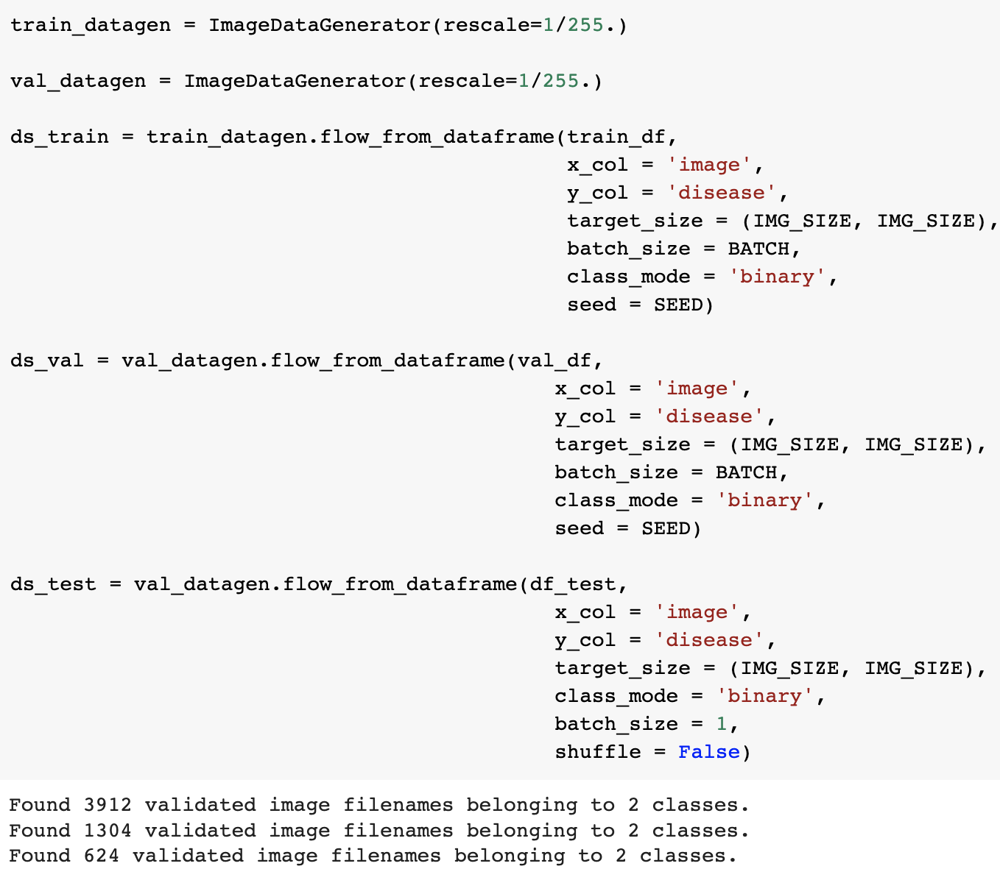 train_datagen = ImageDataGenerator(rescale=1/255.)
val_datagen = ImageDataGenerator(rescale=1/255.)
ds_train = train_datagen.flow_from_dataframe(train_df,
x_col = 'image',
y_col = 'disease',
target_size = (IMG_SIZE, IMG_SIZE),
batch_size = BATCH,
class_mode = 'binary',
seed = SEED)
ds_val = val_datagen.flow_from_dataframe(val_df,
x_col = 'image',
y_col = 'disease',
target_size = (IMG_SIZE, IMG_SIZE),
batch_size = BATCH,
class_mode = 'binary',
seed = SEED)
ds_test = val_datagen.flow_from_dataframe(df_test,
x_col = 'image',
y_col = 'disease',
target_size = (IMG_SIZE, IMG_SIZE),
class_mode = 'binary',
batch_size = 1,
shuffle = False)
Found 3912 validated image filenames belonging to 2 classes.
Found 1304 validated image filenames belonging to 2 classes.
Found 624 validated image filenames belonging to 2 classes.